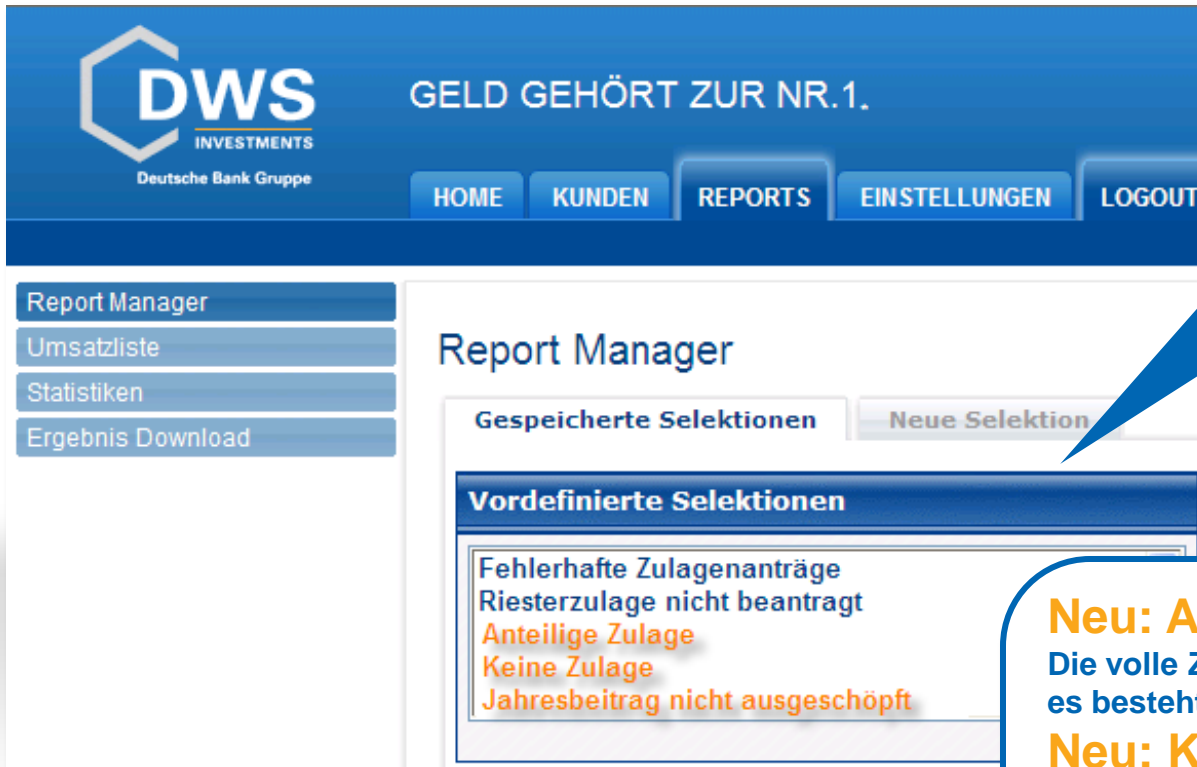 DWS
INVESTMENTS
Deutsche Bank Gruppe
GELD GEHÖRT ZUR NR.1.
HOME KUNDEN REPORTS EINSTELLUNGEN LOGOUT
Report Manager
Umsatzliste
Statistiken
Ergebnis Download
Report Manager
Gespeicherte Selektionen Neue Selektion
Vordefinierte Selektionen
Fehlerhafte Zulagenanträge
Riesterzulage nicht beantragt
Anteilige Zulage
Keine Zulage
Jahresbeitrag nicht ausgeschöpft
Neu: A
Die volle Z
es besteht
Neu: K